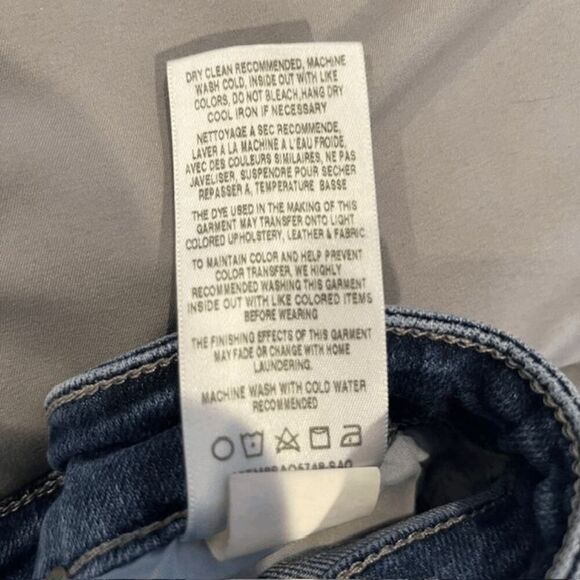 DRY CLEAN RECOMMENDED, MACHINE
WASH COLD, INSIDE OUT WITH LIKE
COLORS, DO NOT BLEACH,HANG DRY
COOL IRON IF NECESSARY
NETTOYAGE A SEC RECOMMENDE,
LAVER A LA MACHINE A L'EAU FROIDE,
AVEC DES COULEURS SIMILAIRES, NE PAS
JAVELISER, SUSPENDRE POUR SECHER
REPASSER A, TEMPERATURE BASSE
THE DYE USED IN THE MAKING OF THIS
GARMENT MAY TRANSFER ONTO LIGHT
COLORED UPHOLSTERY, LEATHER & FABRIC.
TO MAINTAIN COLOR AND HELP PREVENT
COLOR TRANSFER, WE HIGHLY
RECOMMENDED WASHING THIS GARMENT
INSIDE OUT WITH LIKE COLORED ITEMS
BEFORE WEARING
THE FINISHING EFFECTS OF THIS GARMENT
MAY FADE OR CHANGE WITH HOME
LAUNDERING.
MACHINE WASH WITH COLD WATER
RECOMMENDED